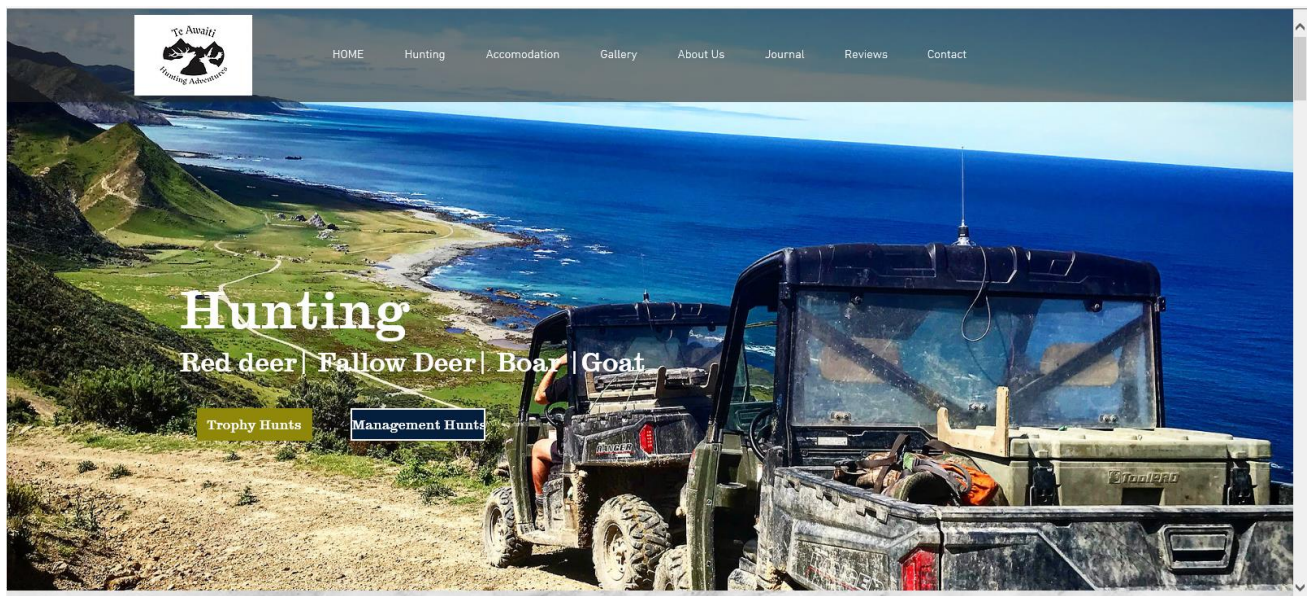 Te Awaiti
Hunting Adventures
HOME Hunting Accomodation Gallery About Us Journal Reviews Contact
Hunting
Red deer| Fallow Deer| Boar |Goat
Trophy Hunts Management Hunts
RANGER
TOOLPRO